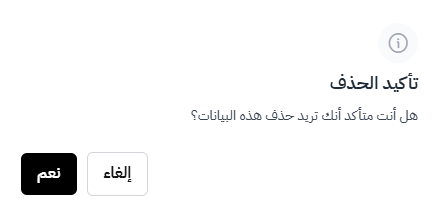 تأكيد الحذف
هل أنت متأكد أنك تريد حذف هذه البيانات؟
إلغاء
نعم